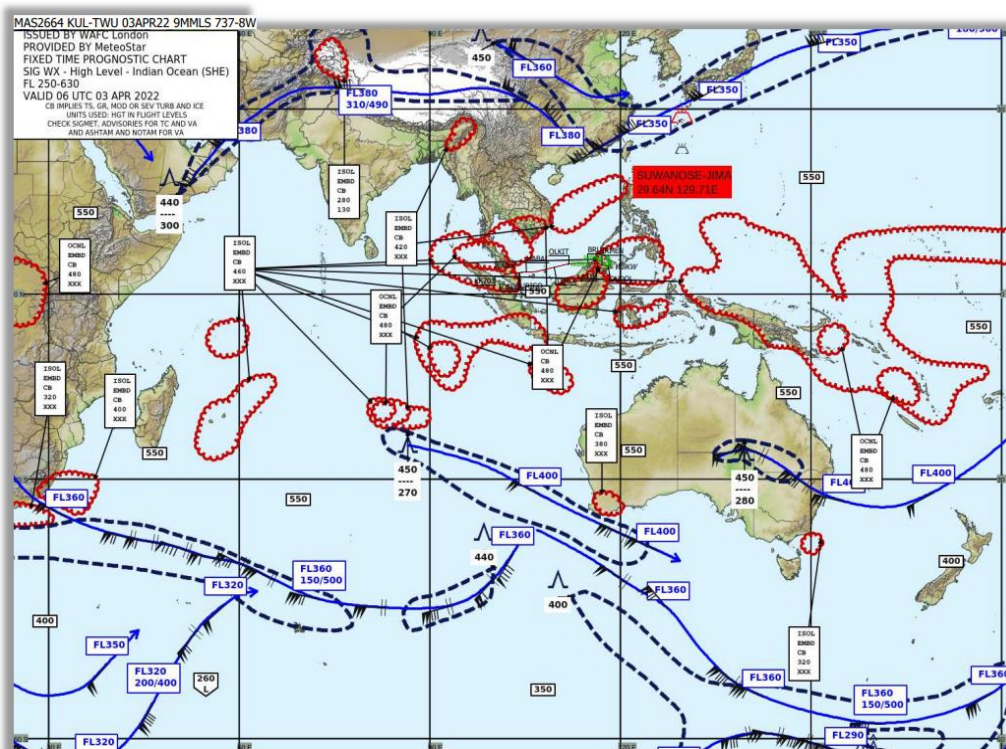 MAS2664 KUL-TWU 03APR22 9MMLS 737-8W
ISSUED BY WAFC London
PROVIDED BY MeteoStar
FIXED TIME PROGNOSTIC CHART
SIG WX - High Level - Indian Ocean (SHE)
FL 250-630
VALID 06 UTC 03 APR 2022
CB IMPLIES TS, GR, MOD OR SEV TURB AND ICE
UNITS USED: HGT IN FLIGHT LEVELS
CHECK SIGMET, ADVISORIES FOR TC AND VA
AND ASHTAM AND NOTAM FOR VA
FL350
450
FL360
FL380
310/490
FL350
FL350
380
FL380
SUWANOSE-JIMA
29.64N 129.71E
550
ISOL
EMBD
CB
280
130
440
----
300
550
ISOL
EMBD
CB
420
XXX
OCNL
EMBD
CB
480
XXX
ISOL
EMBD
CB
460
XXX
OLKIT
550
OCNL
EMBD
CB
480
XXX
550
OCNL
EMBD
CB
480
XXX
550
ISOL
EMBD
CB
320
XXX
ISOL
EMBD
CB
400
XXX
550
ISOL
EMBD
CB
380
XXX
550
550
OCNL
EMBD
CB
480
XXX
450
----
270
FL400
450
----
280
FL400
FL360
550
FL400
FL360
440
400
FL320
FL360
150/500
FL360
400
400
FL350
FL320
200/400
260
L
350
ISOL
EMBD
CB
320
XXX
FL360
FL360
150/500
FL360
FL320
FL290